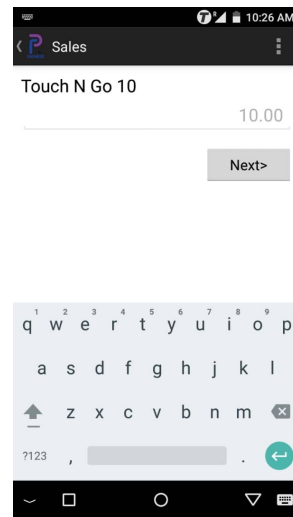 10:26 AM
Sales
Touch N Go 10
10.00
Next>
1 2 3 4 5 6 7 8 9
q w e r t y u i o p
a s d f g h j k l
z x c v b n m
?123 , .